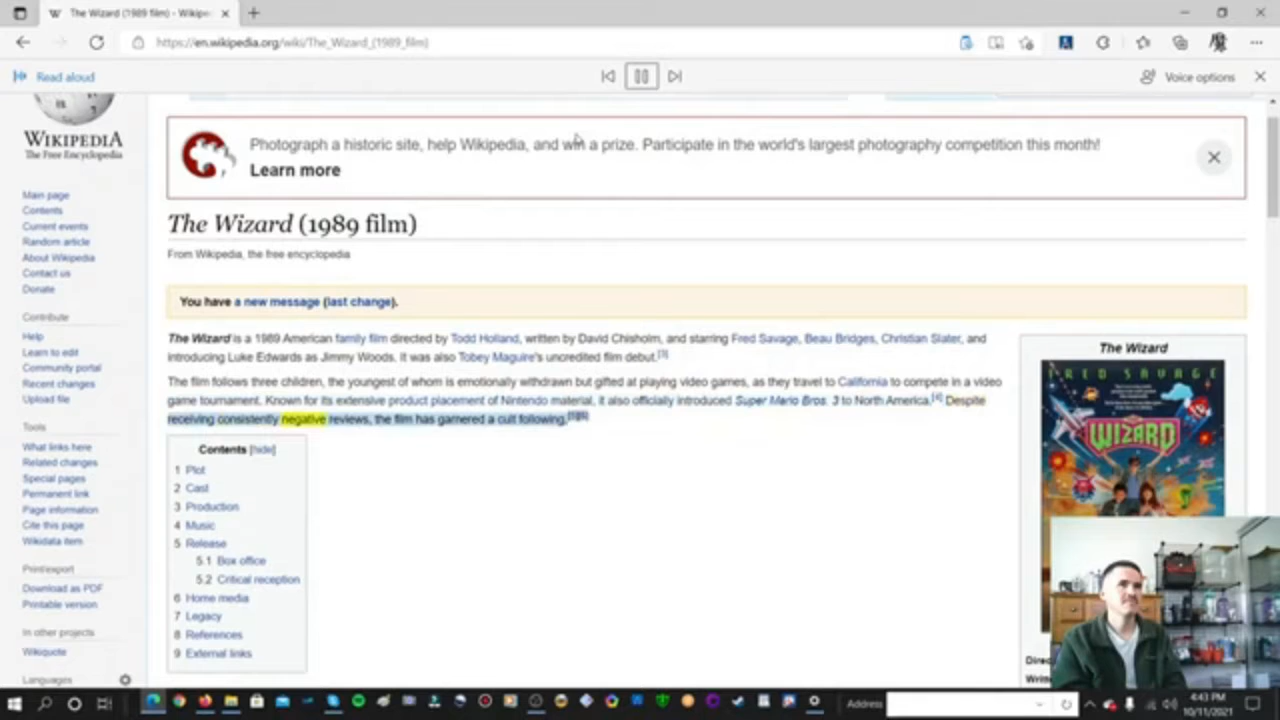 The Wizard (1989 film) - Wikipe
https://en.wikipedia.org/wiki/The_Wizard_(1989_film)
Read aloud
Voice options
WIKIPEDIA
The Free Encyclopedia
Photograph a historic site, help Wikipedia, and win a prize. Participate in the world's largest photography competition this month!
Learn more
Main page
Contents
Current events
Random article
About Wikipedia
Contact us
Donate
Contribute
Help
Learn to edit
Community portal
Recent changes
Upload file
Tools
What links here
Related changes
Special pages
Permanent link
Page information
Cite this page
Wikidata item
Print/export
Download as PDF
Printable version
In other projects
Wikiquote
Languages
The Wizard (1989 film)
From Wikipedia, the free encyclopedia
You have a new message (last change).
The Wizard is a 1989 American family film directed by Todd Holland, written by David Chisholm, and starring Fred Savage, Beau Bridges, Christian Slater, and
introducing Luke Edwards as Jimmy Woods. It was also Tobey Maguire's uncredited film debut.[3]
The film follows three children, the youngest of whom is emotionally withdrawn but gifted at playing video games, as they travel to California to compete in a video
game tournament. Known for its extensive product placement of Nintendo material, it also officially introduced Super Mario Bros. 3 to North America.[4] Despite
receiving consistently negative reviews, the film has garnered a cult following.[5][6]
Contents [hide]
1 Plot
2 Cast
3 Production
4 Music
5 Release
5.1 Box office
5.2 Critical reception
6 Home media
7 Legacy
8 References
9 External links
The Wizard
FRED SAVAGE
THE
WIZARD
Direc
Writt
Address
4:43 PM
10/11/2021